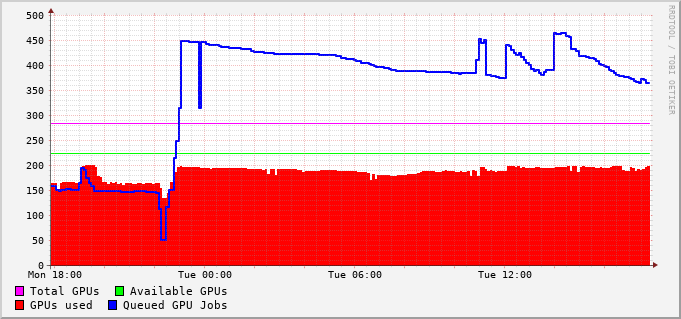 RRDTOOL / TOBI OETIKER
500
450
400
350
300
250
200
150
100
50
0
Mon 18:00 Tue 00:00 Tue 06:00 Tue 12:00
Total GPUs Available GPUs
GPUs used Queued GPU Jobs